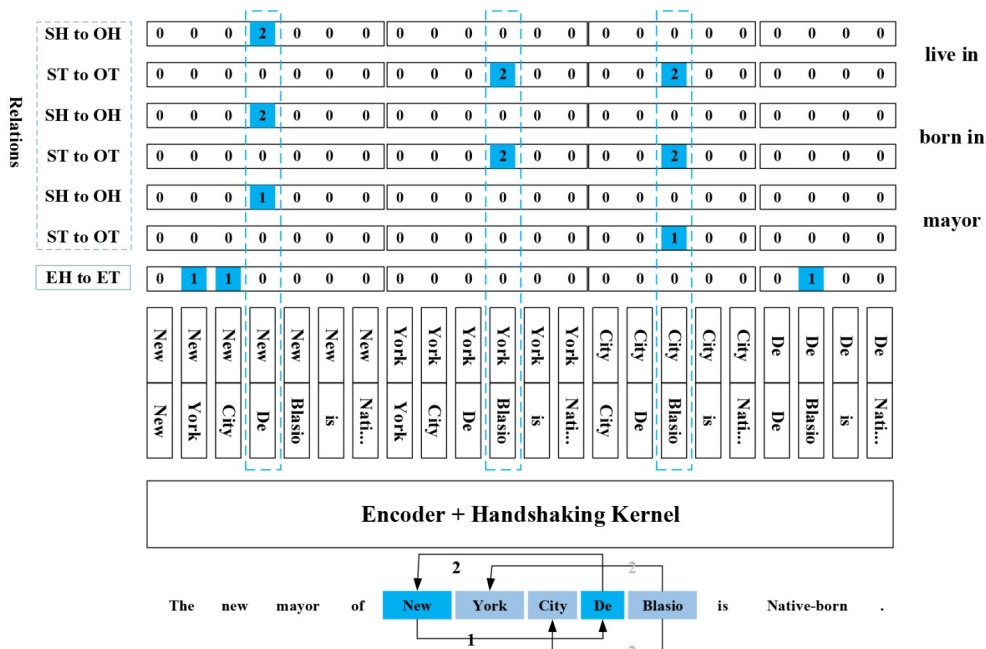 SH to OH 0 0 0 2 0 0 0 0 0 0 0 0 0 0 0 0 0 0 0 0 0 0
live in
ST to OT 0 0 0 0 0 0 0 0 0 0 2 0 0 0 0 2 0 0 0 0 0 0
Relations
SH to OH 0 0 0 2 0 0 0 0 0 0 0 0 0 0 0 0 0 0 0 0 0 0
born in
ST to OT 0 0 0 0 0 0 0 0 0 0 2 0 0 0 0 2 0 0 0 0 0 0
SH to OH 0 0 0 1 0 0 0 0 0 0 0 0 0 0 0 0 0 0 0 0 0 0
mayor
ST to OT 0 0 0 0 0 0 0 0 0 0 0 0 0 0 0 1 0 0 0 0 0 0
EH to ET 0 1 1 0 0 0 0 0 0 0 0 0 0 0 0 0 0 0 0 1 0 0
New New New New New New New York York York York York York City City City City City De De De De
New York City De Blasio is Nati... York City De Blasio is Nati... City De Blasio is Nati... De Blasio is Nati...
Encoder + Handshaking Kernel
2 2
The new mayor of New York City De Blasio is Native-born .
1